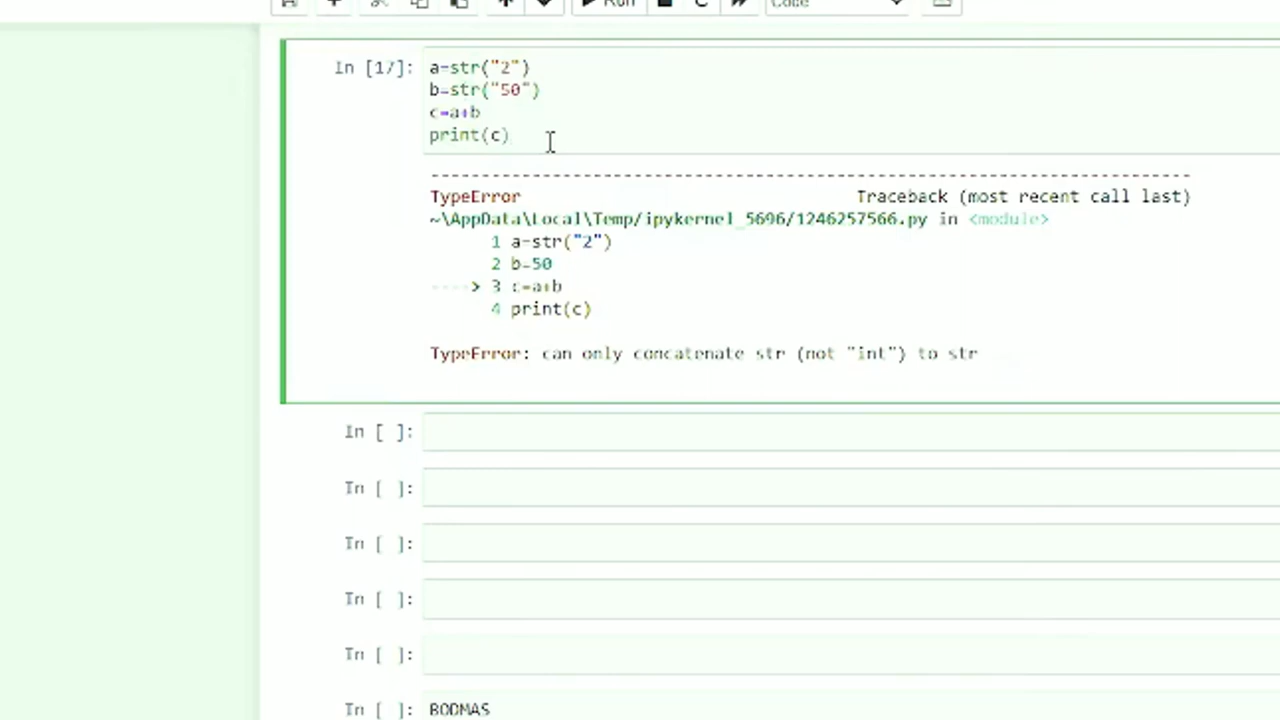 Run
Code
In [17]:
a=str("2")
b=str("50")
c=a+b
print(c)
---------------------------------------------------------------------------
TypeError Traceback (most recent call last)
~\AppData\Local\Temp/ipykernel_5696/1246257566.py in <module>
1 a=str("2")
2 b=50
----> 3 c=a+b
4 print(c)
TypeError: can only concatenate str (not "int") to str
In [ ]:
In [ ]:
In [ ]:
In [ ]:
In [ ]:
In [ ]: BODMAS